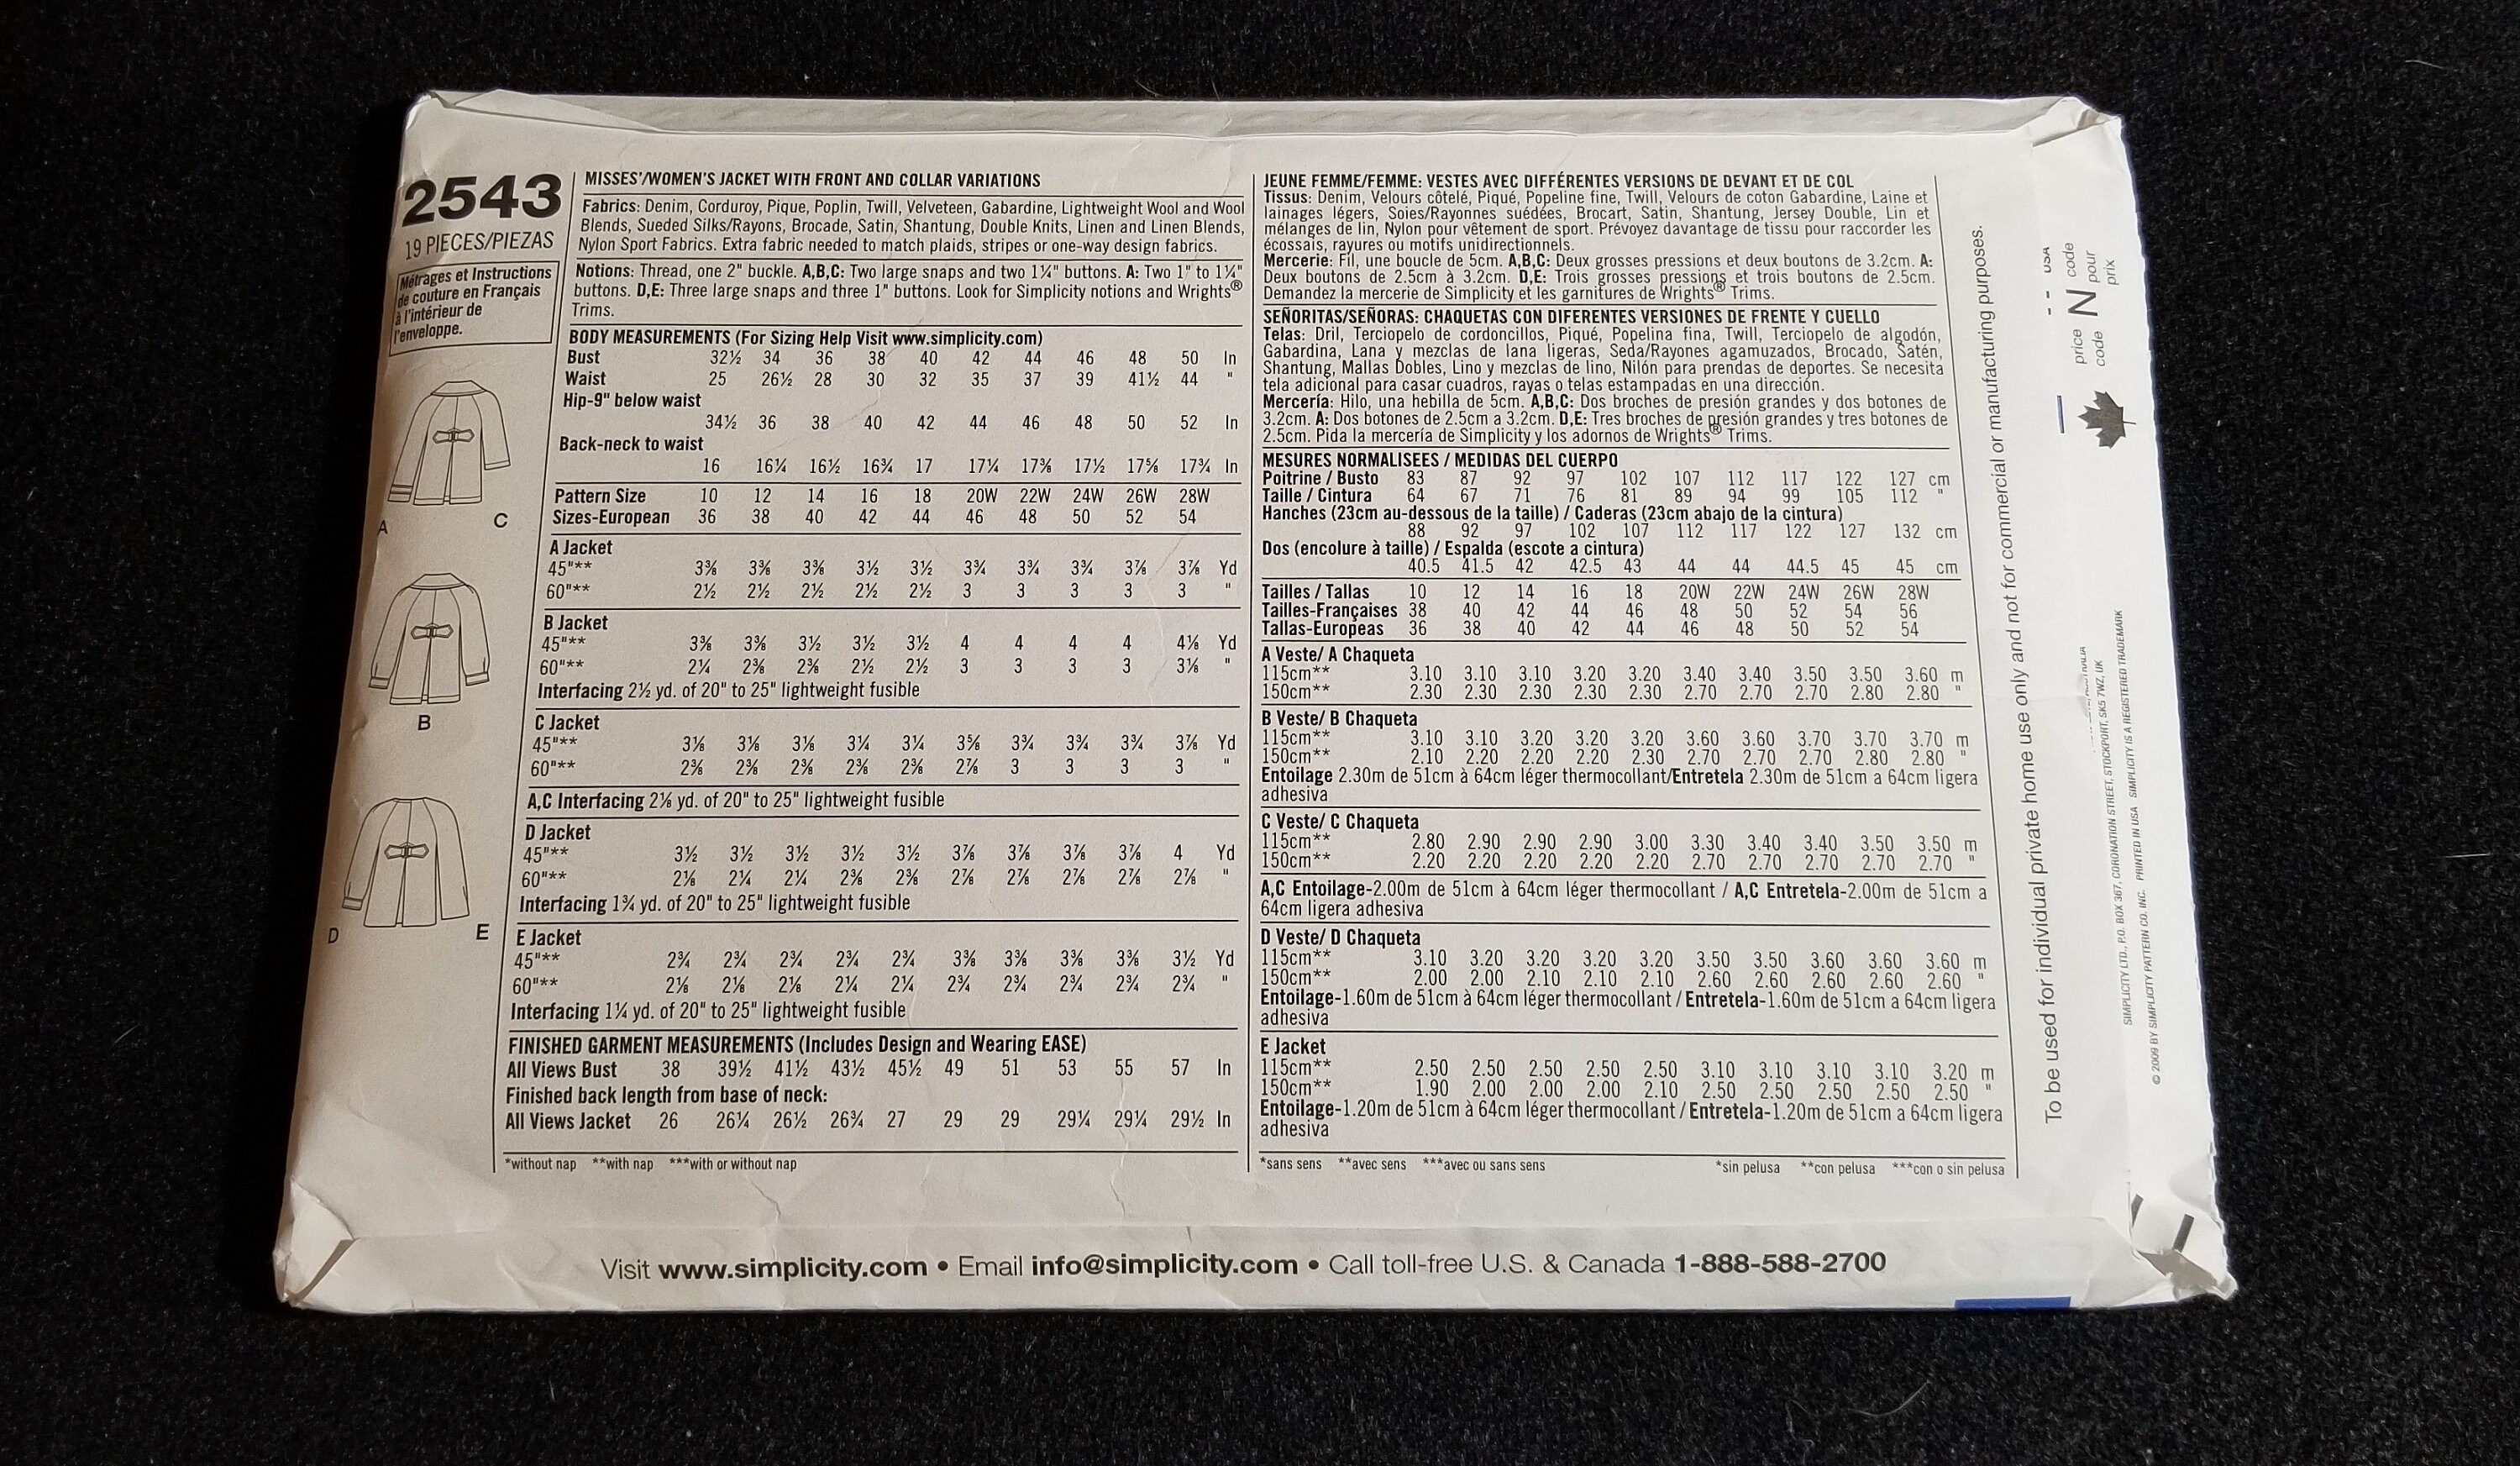 2543
19 PIECES/PIEZAS
Métrages et Instructions
de couture en Français
à l'intérieur de
l'enveloppe.
A
C
B
D
E
MISSES'/WOMEN'S JACKET WITH FRONT AND COLLAR VARIATIONS
Fabrics: Denim, Corduroy, Pique, Poplin, Twill, Velveteen, Gabardine, Lightweight Wool and Wool
Blends, Sueded Silks/Rayons, Brocade, Satin, Shantung, Double Knits, Linen and Linen Blends,
Nylon Sport Fabrics. Extra fabric needed to match plaids, stripes or one-way design fabrics.
Notions: Thread, one 2" buckle. A,B,C: Two large snaps and two 1¼" buttons. A: Two 1" to 1¼"
buttons. D,E: Three large snaps and three 1" buttons. Look for Simplicity notions and Wrights®
Trims.
BODY MEASUREMENTS (For Sizing Help Visit www.simplicity.com)
Bust 32½ 34 36 38 40 42 44 46 48 50 In
Waist 25 26½ 28 30 32 35 37 39 41½ 44 "
Hip-9" below waist
34½ 36 38 40 42 44 46 48 50 52 In
Back-neck to waist
16 16¼ 16½ 16¾ 17 17¼ 17⅜ 17½ 17⅝ 17¾ In
Pattern Size 10 12 14 16 18 20W 22W 24W 26W 28W
Sizes-European 36 38 40 42 44 46 48 50 52 54
A Jacket
45"** 3⅜ 3⅜ 3⅜ 3½ 3½ 3¾ 3¾ 3¾ 3⅞ 3⅞ Yd
60"** 2½ 2½ 2½ 2½ 2½ 3 3 3 3 3 "
B Jacket
45"** 3⅜ 3⅜ 3½ 3½ 3½ 4 4 4 4 4⅛ Yd
60"** 2¼ 2⅜ 2⅜ 2½ 2½ 3 3 3 3 3⅛ "
Interfacing 2½ yd. of 20" to 25" lightweight fusible
C Jacket
45"** 3⅛ 3⅛ 3⅛ 3¼ 3¼ 3⅝ 3¾ 3¾ 3¾ 3⅞ Yd
60"** 2⅜ 2⅜ 2⅜ 2⅜ 2⅜ 2⅞ 3 3 3 3 "
A,C Interfacing 2⅛ yd. of 20" to 25" lightweight fusible
D Jacket
45"** 3½ 3½ 3½ 3½ 3½ 3⅞ 3⅞ 3⅞ 3⅞ 4 Yd
60"** 2⅛ 2¼ 2¼ 2⅜ 2⅜ 2⅞ 2⅞ 2⅞ 2⅞ 2⅞ "
Interfacing 1¾ yd. of 20" to 25" lightweight fusible
E Jacket
45"** 2¾ 2¾ 2¾ 2¾ 2¾ 3⅜ 3⅜ 3⅜ 3⅜ 3½ Yd
60"** 2⅛ 2⅛ 2⅛ 2¼ 2¼ 2¾ 2¾ 2¾ 2¾ 2¾ "
Interfacing 1¼ yd. of 20" to 25" lightweight fusible
FINISHED GARMENT MEASUREMENTS (Includes Design and Wearing EASE)
All Views Bust 38 39½ 41½ 43½ 45½ 49 51 53 55 57 In
Finished back length from base of neck:
All Views Jacket 26 26¼ 26½ 26¾ 27 29 29 29¼ 29¼ 29½ In
*without nap **with nap ***with or without nap
JEUNE FEMME/FEMME: VESTES AVEC DIFFÉRENTES VERSIONS DE DEVANT ET DE COL
Tissus: Denim, Velours côtelé, Piqué, Popeline fine, Twill, Velours de coton Gabardine, Laine et
lainages légers, Soies/Rayonnes suédées, Brocart, Satin, Shantung, Jersey Double, Lin et
mélanges de lin, Nylon pour vêtement de sport. Prévoyez davantage de tissu pour raccorder les
écossais, rayures ou motifs unidirectionnels.
Mercerie: Fil, une boucle de 5cm. A,B,C: Deux grosses pressions et deux boutons de 3.2cm. A:
Deux boutons de 2.5cm à 3.2cm. D,E: Trois grosses pressions et trois boutons de 2.5cm.
Demandez la mercerie de Simplicity et les garnitures de Wrights® Trims.
SEÑORITAS/SEÑORAS: CHAQUETAS CON DIFERENTES VERSIONES DE FRENTE Y CUELLO
Telas: Dril, Terciopelo de cordoncillos, Piqué, Popelina fina, Twill, Terciopelo de algodón,
Gabardina, Lana y mezclas de lana ligeras, Seda/Rayones agamuzados, Brocado, Satén,
Shantung, Mallas Dobles, Lino y mezclas de lino, Nilón para prendas de deportes. Se necesita
tela adicional para casar cuadros, rayas o telas estampadas en una dirección.
Mercería: Hilo, una hebilla de 5cm. A,B,C: Dos broches de presión grandes y dos botones de
3.2cm. A: Dos botones de 2.5cm a 3.2cm. D,E: Tres broches de presión grandes y tres botones de
2.5cm. Pida la mercería de Simplicity y los adornos de Wrights® Trims.
MESURES NORMALISEES / MEDIDAS DEL CUERPO
Poitrine / Busto 83 87 92 97 102 107 112 117 122 127 cm
Taille / Cintura 64 67 71 76 81 89 94 99 105 112 "
Hanches (23cm au-dessous de la taille) / Caderas (23cm abajo de la cintura)
88 92 97 102 107 112 117 122 127 132 cm
Dos (encolure à taille) / Espalda (escote a cintura)
40.5 41.5 42 42.5 43 44 44 44.5 45 45 cm
Tailles / Tallas 10 12 14 16 18 20W 22W 24W 26W 28W
Tailles-Françaises 38 40 42 44 46 48 50 52 54 56
Tallas-Europeas 36 38 40 42 44 46 48 50 52 54
A Veste/ A Chaqueta
115cm** 3.10 3.10 3.10 3.20 3.20 3.40 3.40 3.50 3.50 3.60 m
150cm** 2.30 2.30 2.30 2.30 2.30 2.70 2.70 2.70 2.80 2.80 "
B Veste/ B Chaqueta
115cm** 3.10 3.10 3.20 3.20 3.20 3.60 3.60 3.70 3.70 3.70 m
150cm** 2.10 2.20 2.20 2.20 2.30 2.70 2.70 2.70 2.80 2.80 "
Entoilage 2.30m de 51cm à 64cm léger thermocollant/Entretela 2.30m de 51cm a 64cm ligera
adhesiva
C Veste/ C Chaqueta
115cm** 2.80 2.90 2.90 2.90 3.00 3.30 3.40 3.40 3.50 3.50 m
150cm** 2.20 2.20 2.20 2.20 2.20 2.70 2.70 2.70 2.70 2.70 "
A,C Entoilage-2.00m de 51cm à 64cm léger thermocollant / A,C Entretela-2.00m de 51cm a
64cm ligera adhesiva
D Veste/ D Chaqueta
115cm** 3.10 3.20 3.20 3.20 3.20 3.50 3.50 3.60 3.60 3.60 m
150cm** 2.00 2.00 2.10 2.10 2.10 2.60 2.60 2.60 2.60 2.60 "
Entoilage-1.60m de 51cm à 64cm léger thermocollant / Entretela-1.60m de 51cm a 64cm ligera
adhesiva
E Jacket
115cm** 2.50 2.50 2.50 2.50 2.50 3.10 3.10 3.10 3.10 3.20 m
150cm** 1.90 2.00 2.00 2.00 2.10 2.50 2.50 2.50 2.50 2.50 "
Entoilage-1.20m de 51cm à 64cm léger thermocollant / Entretela-1.20m de 51cm a 64cm ligera
adhesiva
*sans sens **avec sens ***avec ou sans sens *sin pelusa **con pelusa ***con o sin pelusa
To be used for individual private home use only and not for commercial or manufacturing purposes.
USA
price code N code pour prix
SIMPLICITY LTD., P.O. BOX 367, CORONATION STREET, STOCKPORT, SK5 7WZ, UK
© 2009 BY SIMPLICITY PATTERN CO. INC. PRINTED IN USA SIMPLICITY IS A REGISTERED TRADEMARK
Visit www.simplicity.com • Email info@simplicity.com • Call toll-free U.S. & Canada 1-888-588-2700